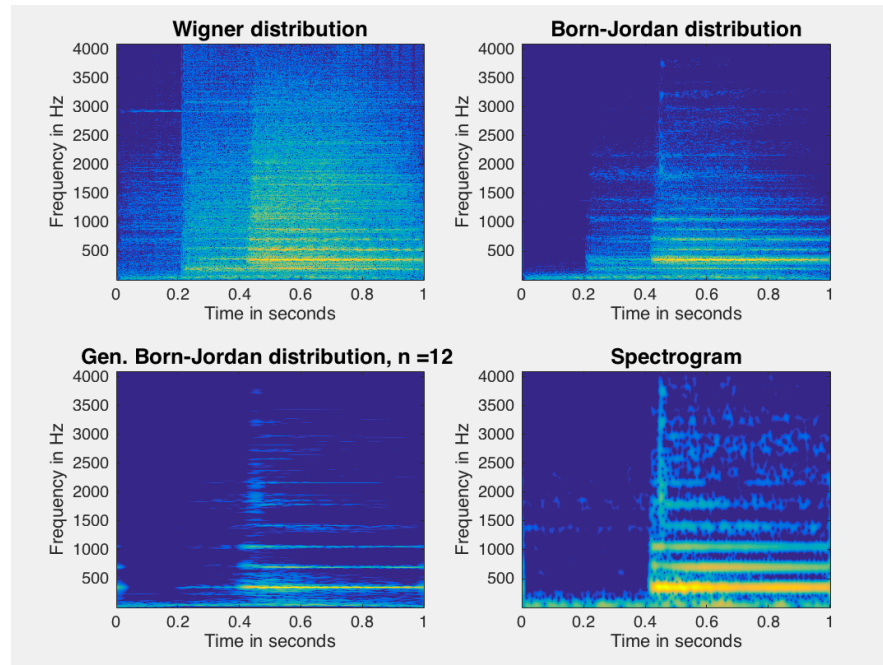 Wigner distribution
4000
3500
3000
2500
2000
1500
1000
500
Frequency in Hz
0 0.2 0.4 0.6 0.8 1
Time in seconds
Born-Jordan distribution
4000
3500
3000
2500
2000
1500
1000
500
Frequency in Hz
0 0.2 0.4 0.6 0.8 1
Time in seconds
Gen. Born-Jordan distribution, n =12
4000
3500
3000
2500
2000
1500
1000
500
Frequency in Hz
0 0.2 0.4 0.6 0.8 1
Time in seconds
Spectrogram
4000
3500
3000
2500
2000
1500
1000
500
Frequency in Hz
0 0.2 0.4 0.6 0.8 1
Time in seconds